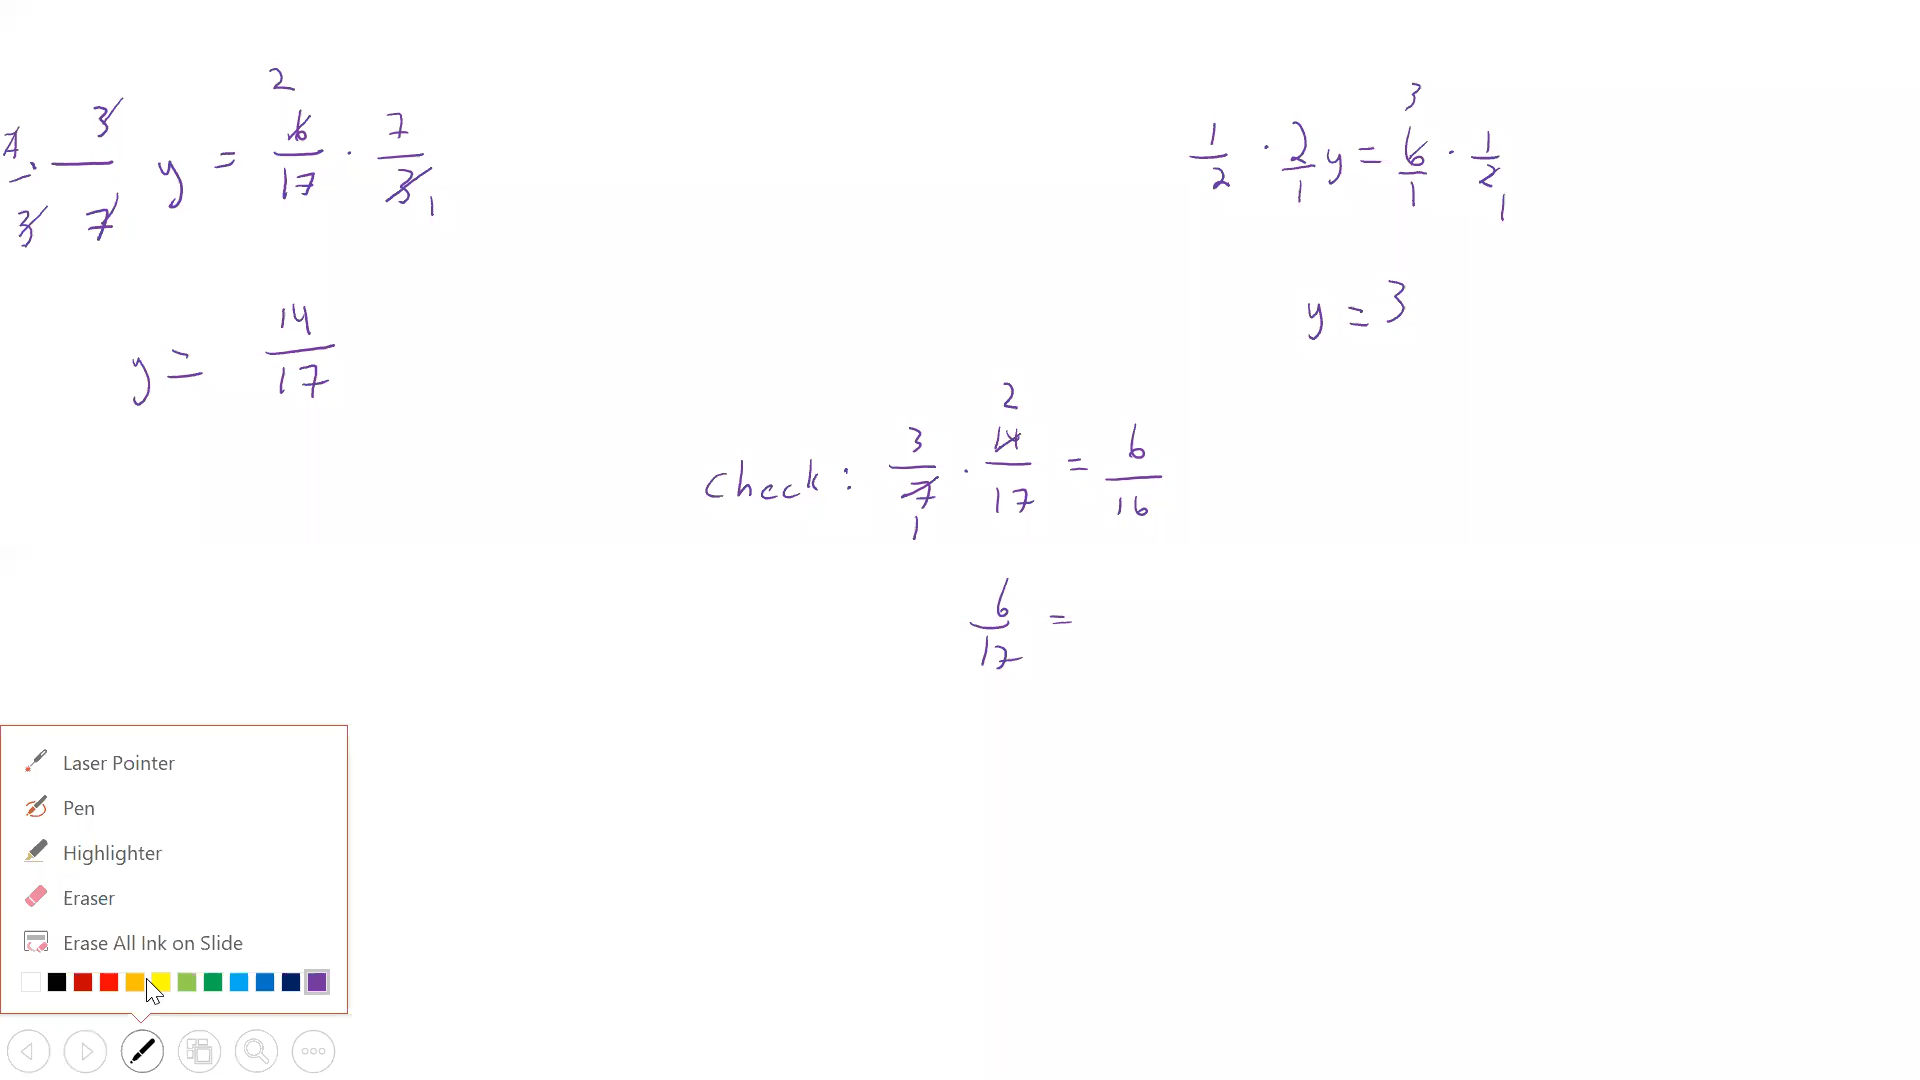 7/3 · 3/7 y = 6/17 · 7/3
2
1
y = 14/17
1/2 · 2/1 y = 6/1 · 1/2
3
1
y = 3
check: 3/7 · 14/17 = 6/16
2
1
6/17 =
Laser Pointer
Pen
Highlighter
Eraser
Erase All Ink on Slide